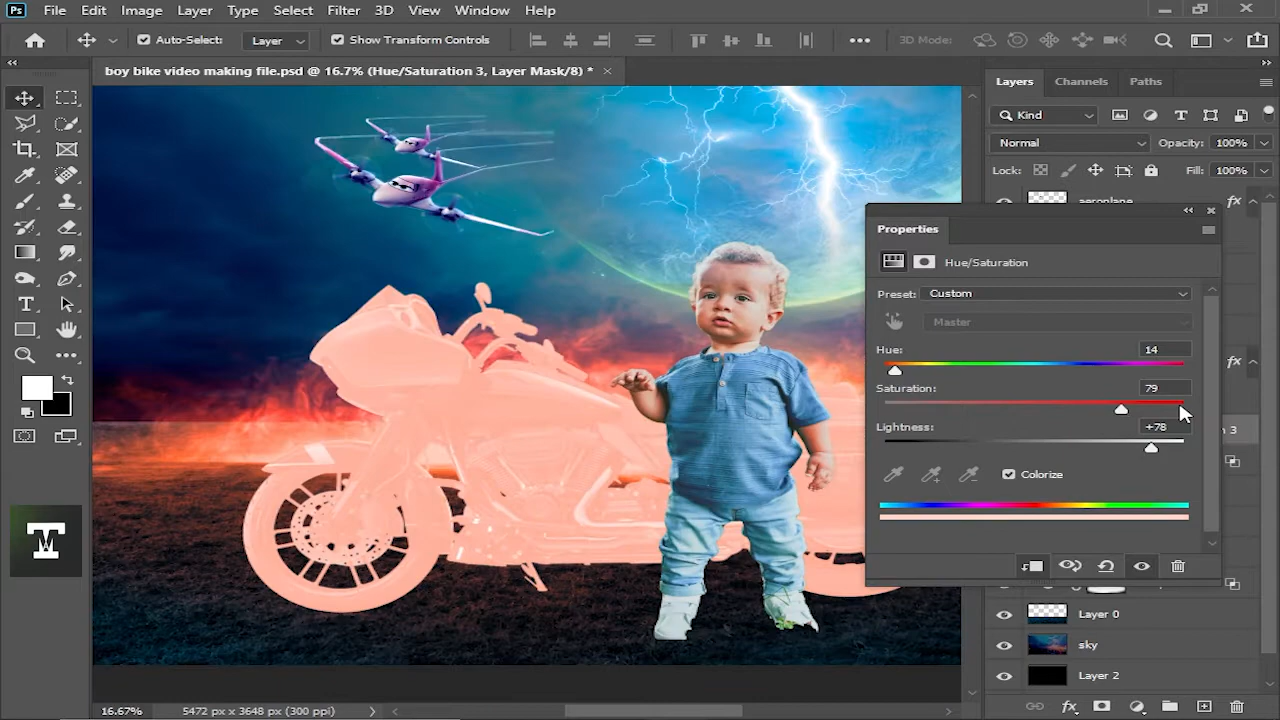 Ps File Edit Image Layer Type Select Filter 3D View Window Help
Auto-Select: Layer Show Transform Controls 3D Mode:
boy bike video making file.psd @ 16.7% (Hue/Saturation 3, Layer Mask/8) *
Layers Channels Paths
Kind
Normal Opacity: 100%
Lock: Fill: 100%
aeroplane fx
Properties
Hue/Saturation
Preset: Custom
Master
Hue: 14
fx
Saturation: 79
Lightness: +78
3
Colorize
Layer 0
sky
Layer 2
16.67% 5472 px x 3648 px (300 ppi)